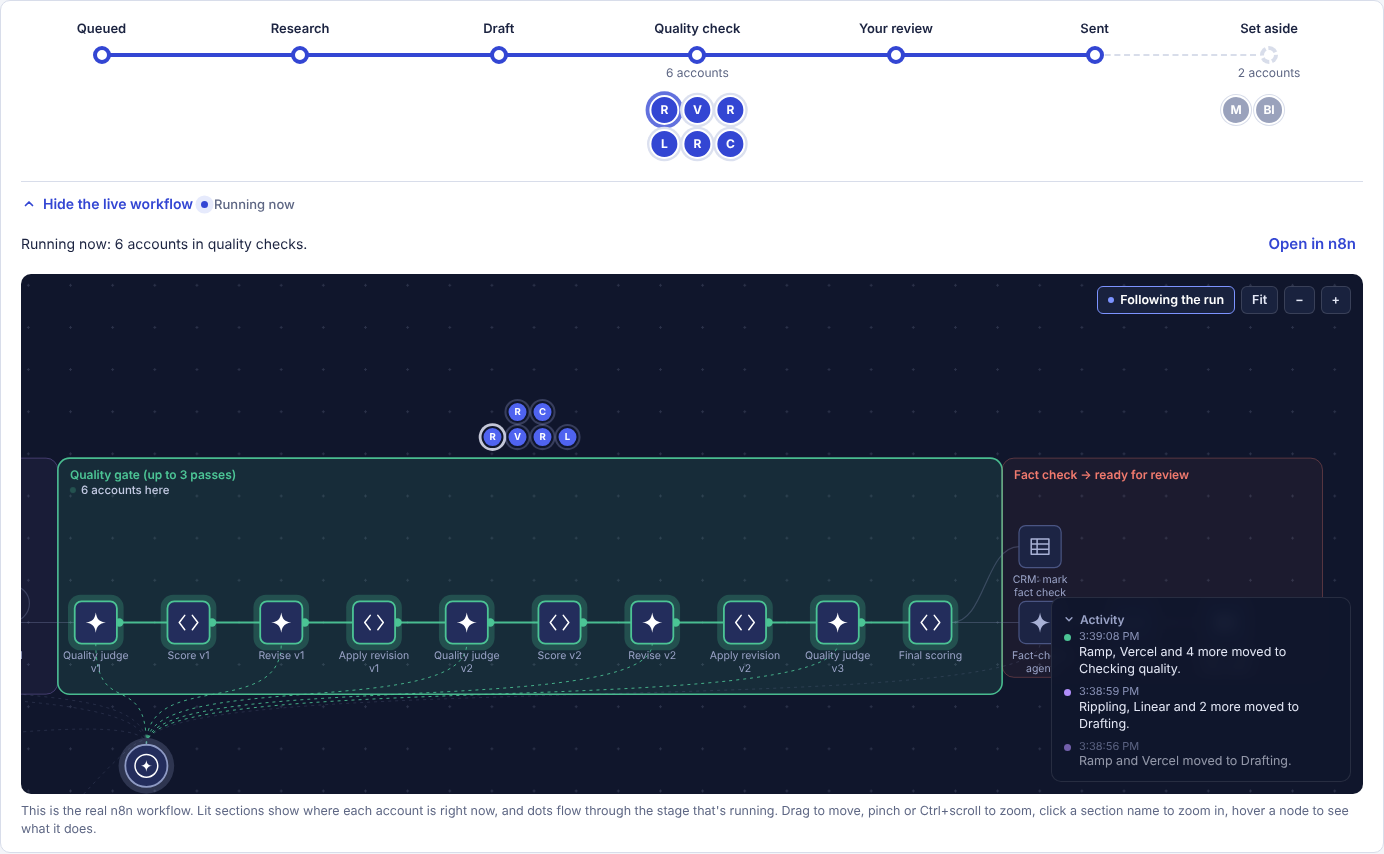 Queued
Research
Draft
Quality check
Your review
Sent
Set aside
6 accounts
2 accounts
R V R
M BI
L R C
Hide the live workflow
Running now
Running now: 6 accounts in quality checks.
Open in n8n
Following the run
Fit
−
+
R C
R V R L
Quality gate (up to 3 passes)
6 accounts here
Fact check → ready for review
CRM: mark
fact check
Quality judge
v1
Score v1
Revise v1
Apply revision
v1
Quality judge
v2
Score v2
Revise v2
Apply revision
v2
Quality judge
v3
Final scoring
Activity
3:39:08 PM
Ramp, Vercel and 4 more moved to
Checking quality.
3:38:59 PM
Rippling, Linear and 2 more moved to
Drafting.
3:38:56 PM
Ramp and Vercel moved to Drafting.
This is the real n8n workflow. Lit sections show where each account is right now, and dots flow through the stage that's running. Drag to move, pinch or Ctrl+scroll to zoom, click a section name to zoom in, hover a node to see
what it does.